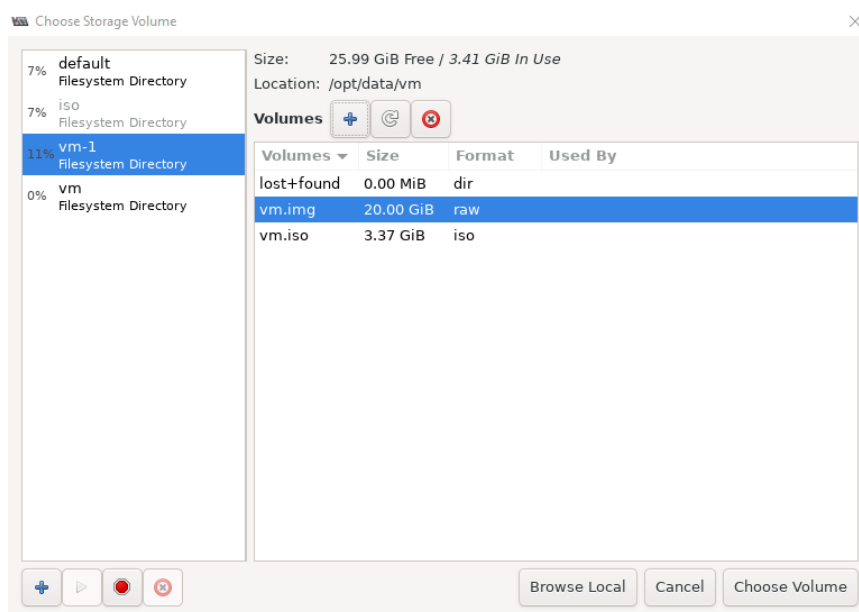 Choose Storage Volume
7% default
Filesystem Directory
7% iso
Filesystem Directory
11% vm-1
Filesystem Directory
0% vm
Filesystem Directory
Size: 25.99 GiB Free / 3.41 GiB In Use
Location: /opt/data/vm
Volumes
Volumes Size Format Used By
lost+found 0.00 MiB dir
vm.img 20.00 GiB raw
vm.iso 3.37 GiB iso
Browse Local Cancel Choose Volume